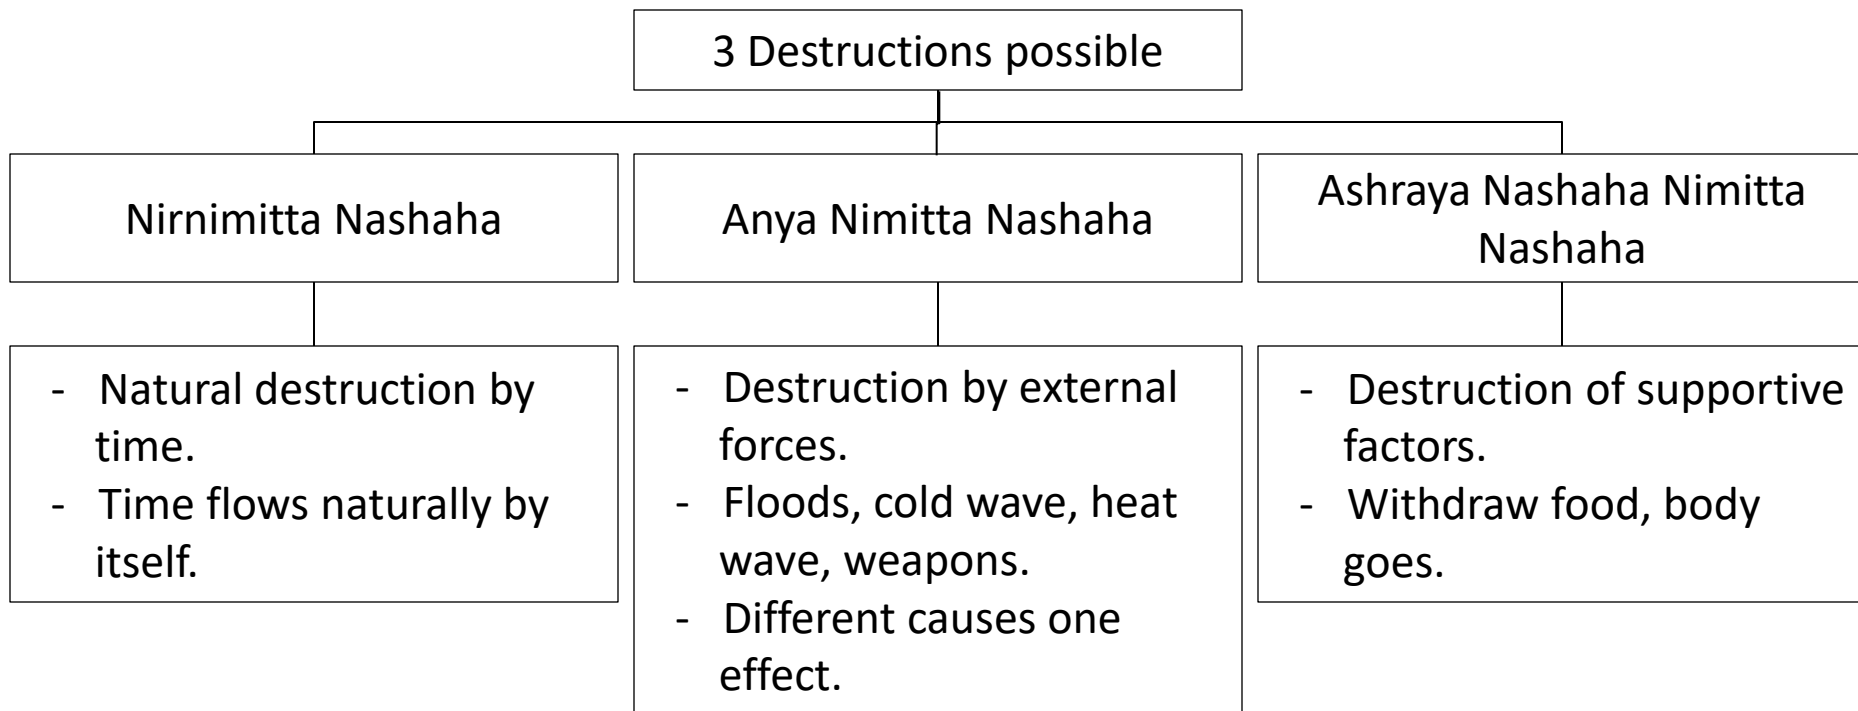 3 Destructions possible
Nirnimitta Nashaha
Anya Nimitta Nashaha
Ashraya Nashaha Nimitta
Nashaha
- Natural destruction by
time.
- Time flows naturally by
itself.
- Destruction by external
forces.
- Floods, cold wave, heat
wave, weapons.
- Different causes one
effect.
- Destruction of supportive
factors.
- Withdraw food, body
goes.